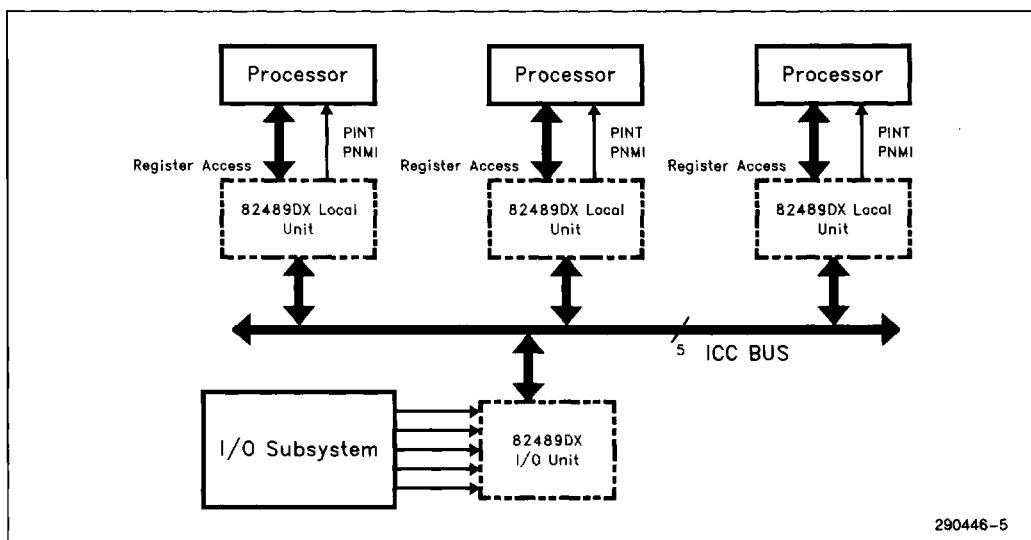 Processor
Processor
Processor
PINT
PNMI
Register Access
PINT
PNMI
Register Access
PINT
PNMI
Register Access
82489DX Local
Unit
82489DX Local
Unit
82489DX Local
Unit
5
ICC BUS
I/O Subsystem
82489DX
I/O Unit
290446-5